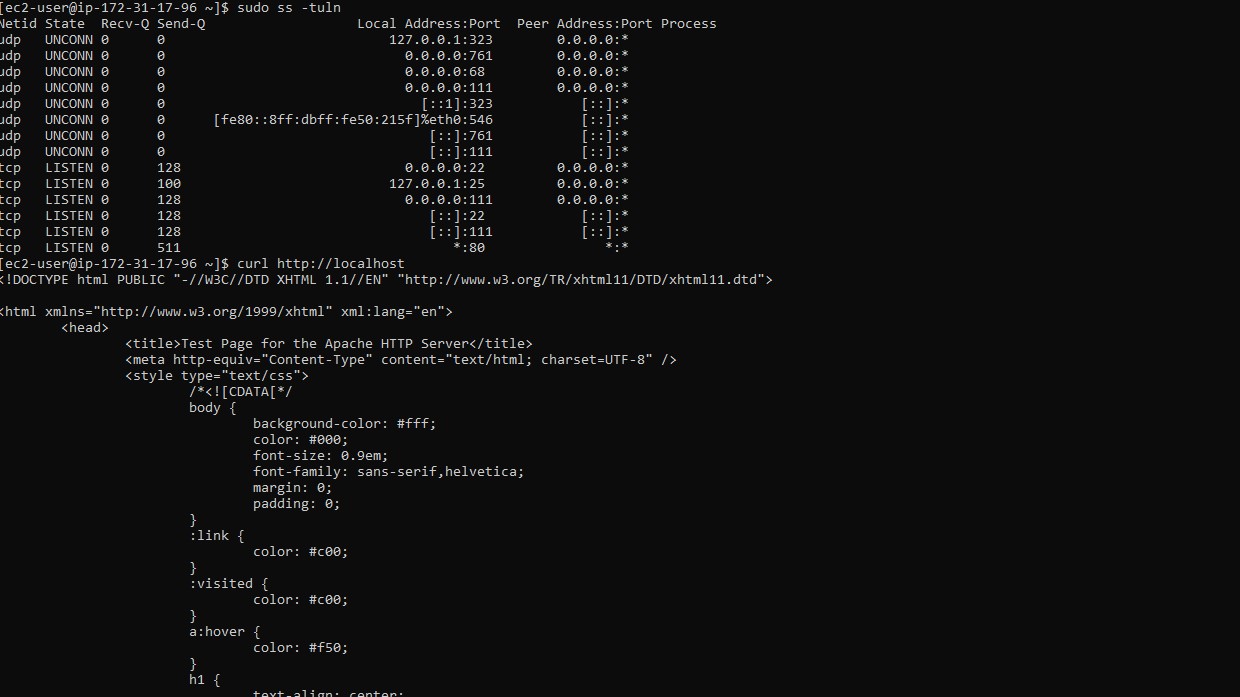 [ec2-user@ip-172-31-17-96 ~]$ sudo ss -tuln
Netid State Recv-Q Send-Q Local Address:Port Peer Address:Port Process
udp UNCONN 0 0 127.0.0.1:323 0.0.0.0:*
udp UNCONN 0 0 0.0.0.0:761 0.0.0.0:*
udp UNCONN 0 0 0.0.0.0:68 0.0.0.0:*
udp UNCONN 0 0 0.0.0.0:111 0.0.0.0:*
udp UNCONN 0 0 [::1]:323 [::]:*
udp UNCONN 0 0 [fe80::8ff:dbff:fe50:215f]%eth0:546 [::]:*
udp UNCONN 0 0 [::]:761 [::]:*
udp UNCONN 0 0 [::]:111 [::]:*
tcp LISTEN 0 128 0.0.0.0:22 0.0.0.0:*
tcp LISTEN 0 100 127.0.0.1:25 0.0.0.0:*
tcp LISTEN 0 128 0.0.0.0:111 0.0.0.0:*
tcp LISTEN 0 128 [::]:22 [::]:*
tcp LISTEN 0 128 [::]:111 [::]:*
tcp LISTEN 0 511 *:80 *:*
[ec2-user@ip-172-31-17-96 ~]$ curl http://localhost
<!DOCTYPE html PUBLIC "-//W3C//DTD XHTML 1.1//EN" "http://www.w3.org/TR/xhtml11/DTD/xhtml11.dtd">
<html xmlns="http://www.w3.org/1999/xhtml" xml:lang="en">
<head>
<title>Test Page for the Apache HTTP Server</title>
<meta http-equiv="Content-Type" content="text/html; charset=UTF-8" />
<style type="text/css">
/*<![CDATA[*/
body {
background-color: #fff;
color: #000;
font-size: 0.9em;
font-family: sans-serif,helvetica;
margin: 0;
padding: 0;
}
:link {
color: #c00;
}
:visited {
color: #c00;
}
a:hover {
color: #f50;
}
h1 {
text-align: center;